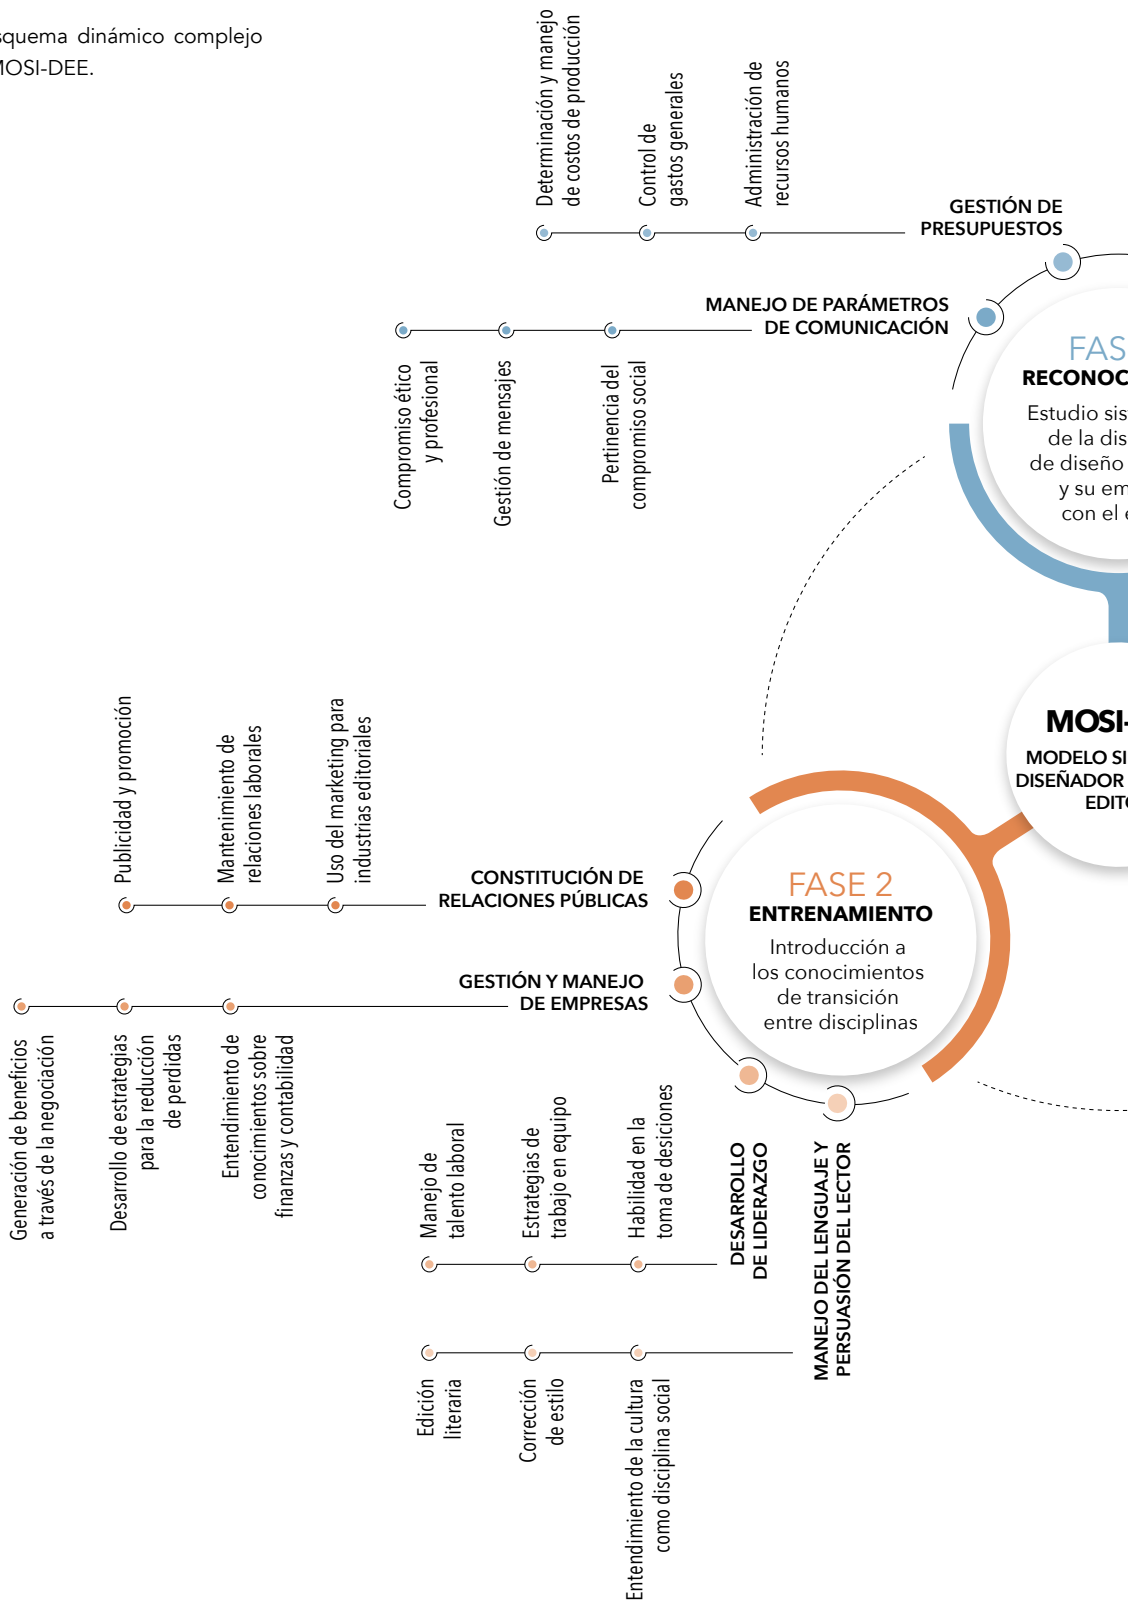 squema dinámico complejo
MOSI-DEE.
Determinación y manejo
de costos de producción
Control de
gastos generales
Administración de
recursos humanos
GESTIÓN DE
PRESUPUESTOS
MANEJO DE PARÁMETROS
DE COMUNICACIÓN
Compromiso ético
y profesional
Gestión de mensajes
Pertinencia del
compromiso social
FAS
RECONOC
Estudio sis
de la dis
de diseño
y su em
con el
MOSI-
MODELO SI
DISEÑADOR
EDITO
Publicidad y promoción
Mantenimiento de
relaciones laborales
Uso del marketing para
industrias editoriales
CONSTITUCIÓN DE
RELACIONES PÚBLICAS
FASE 2
ENTRENAMIENTO
Introducción a
los conocimientos
de transición
entre disciplinas
GESTIÓN Y MANEJO
DE EMPRESAS
Generación de beneficios
a través de la negociación
Desarrollo de estrategias
para la reducción
de perdidas
Entendimiento de
conocimientos sobre
finanzas y contabilidad
Manejo de
talento laboral
Estrategias de
trabajo en equipo
Habilidad en la
toma de desiciones
DESARROLLO
DE LIDERAZGO
MANEJO DEL LENGUAJE Y
PERSUASIÓN DEL LECTOR
Edición
literaria
Corrección
de estilo
Entendimiento de la cultura
como disciplina social